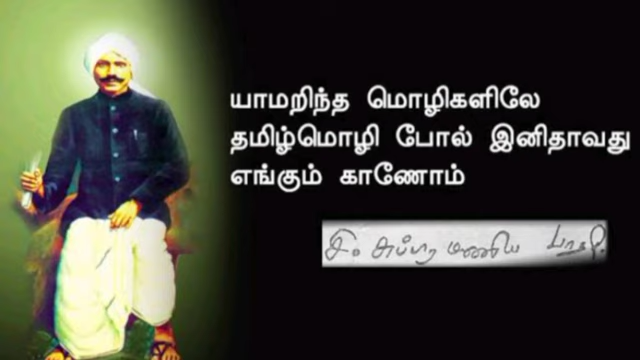 யாமறிந்த மொழிகளிலே
தமிழ்மொழி போல் இனிதாவது
எங்கும் காணோம்
சி. சுப்பிரமணிய பாரதி.